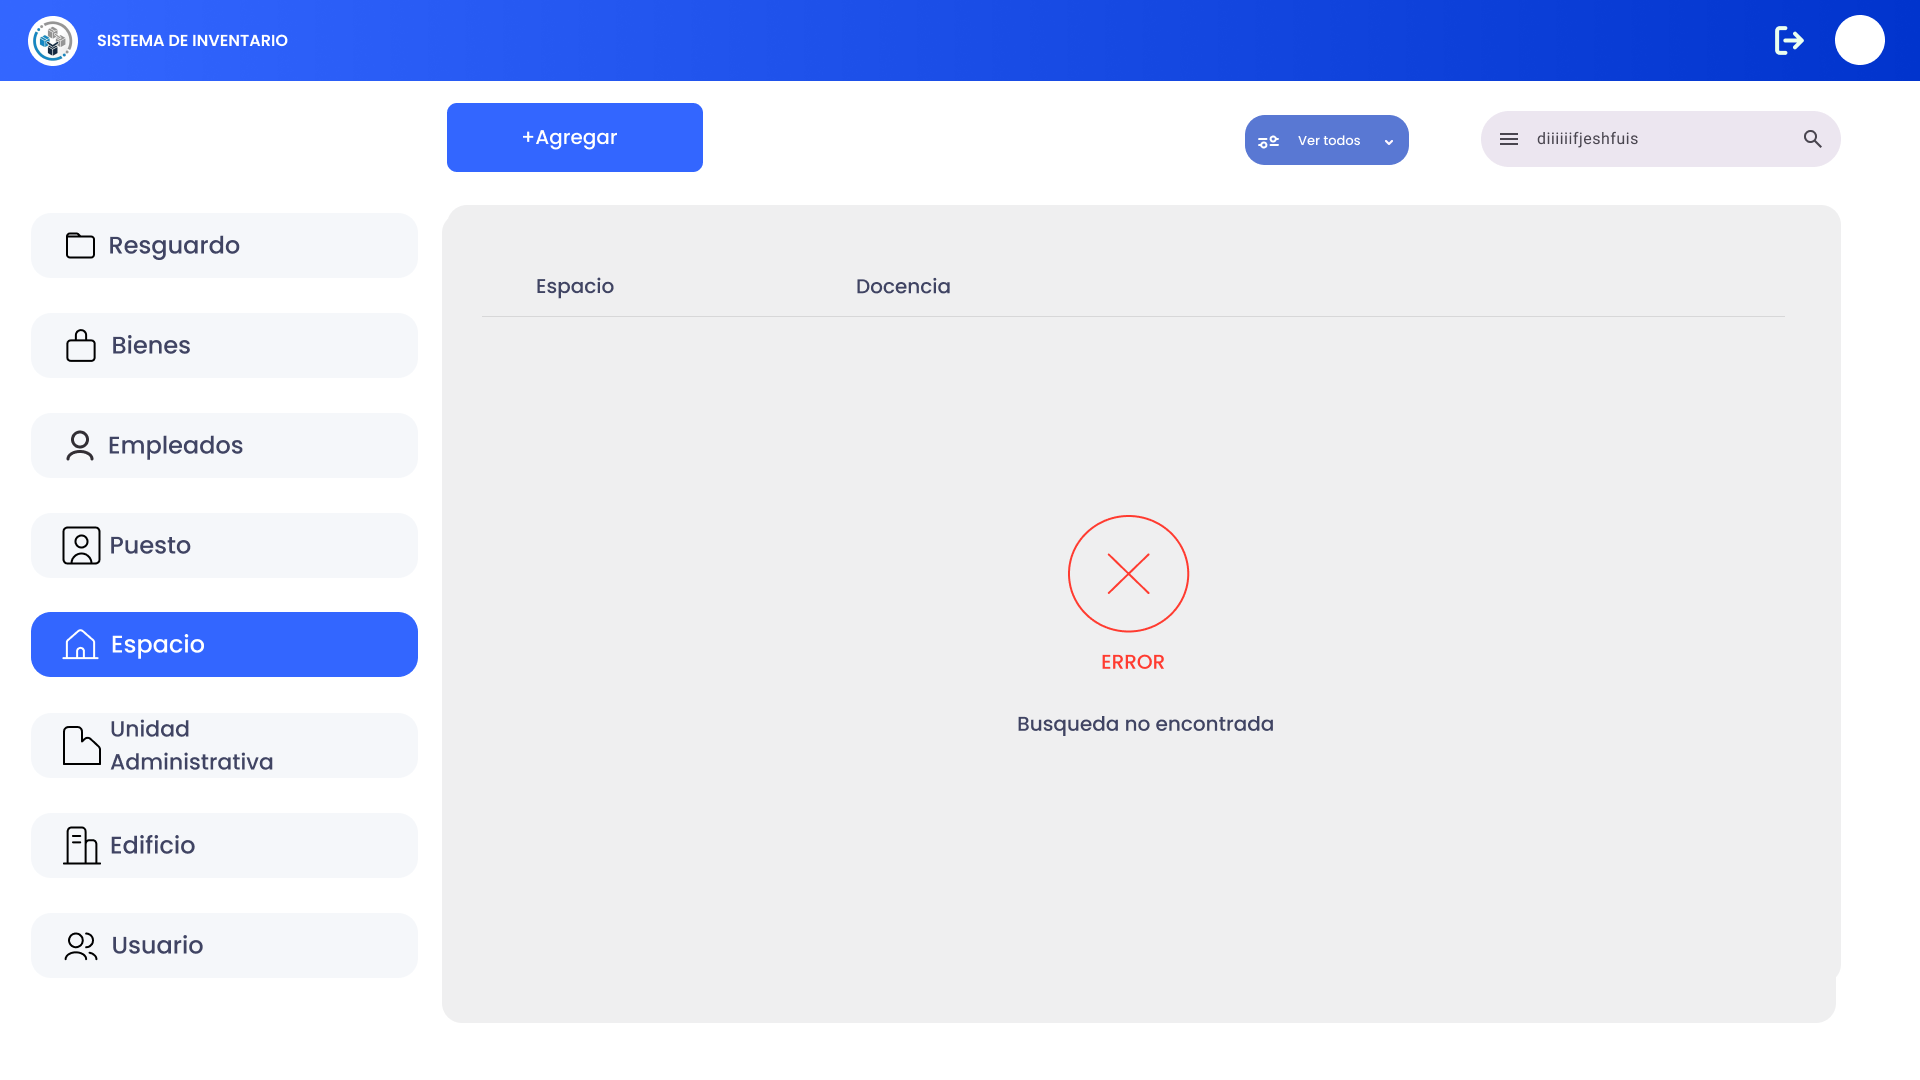 SISTEMA DE INVENTARIO
+Agregar
Ver todos
diiiiiifjeshfuis
Resguardo
Bienes
Empleados
Puesto
Espacio
Unidad
Administrativa
Edificio
Usuario
Espacio Docencia
ERROR
Busqueda no encontrada